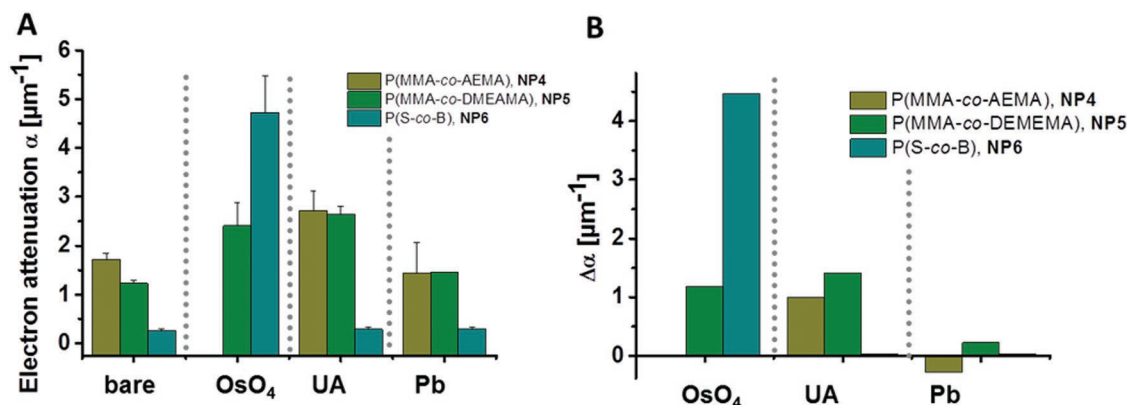 A
Electron attenuation α [µm⁻¹]
6
5
4
3
2
1
0
P(MMA-co-AEMA), NP4
P(MMA-co-DMEAMA), NP5
P(S-co-B), NP6
bare
OsO₄
UA
Pb
B
Δα [µm⁻¹]
4
3
2
1
0
P(MMA-co-AEMA), NP4
P(MMA-co-DEMEMA), NP5
P(S-co-B), NP6
OsO₄
UA
Pb